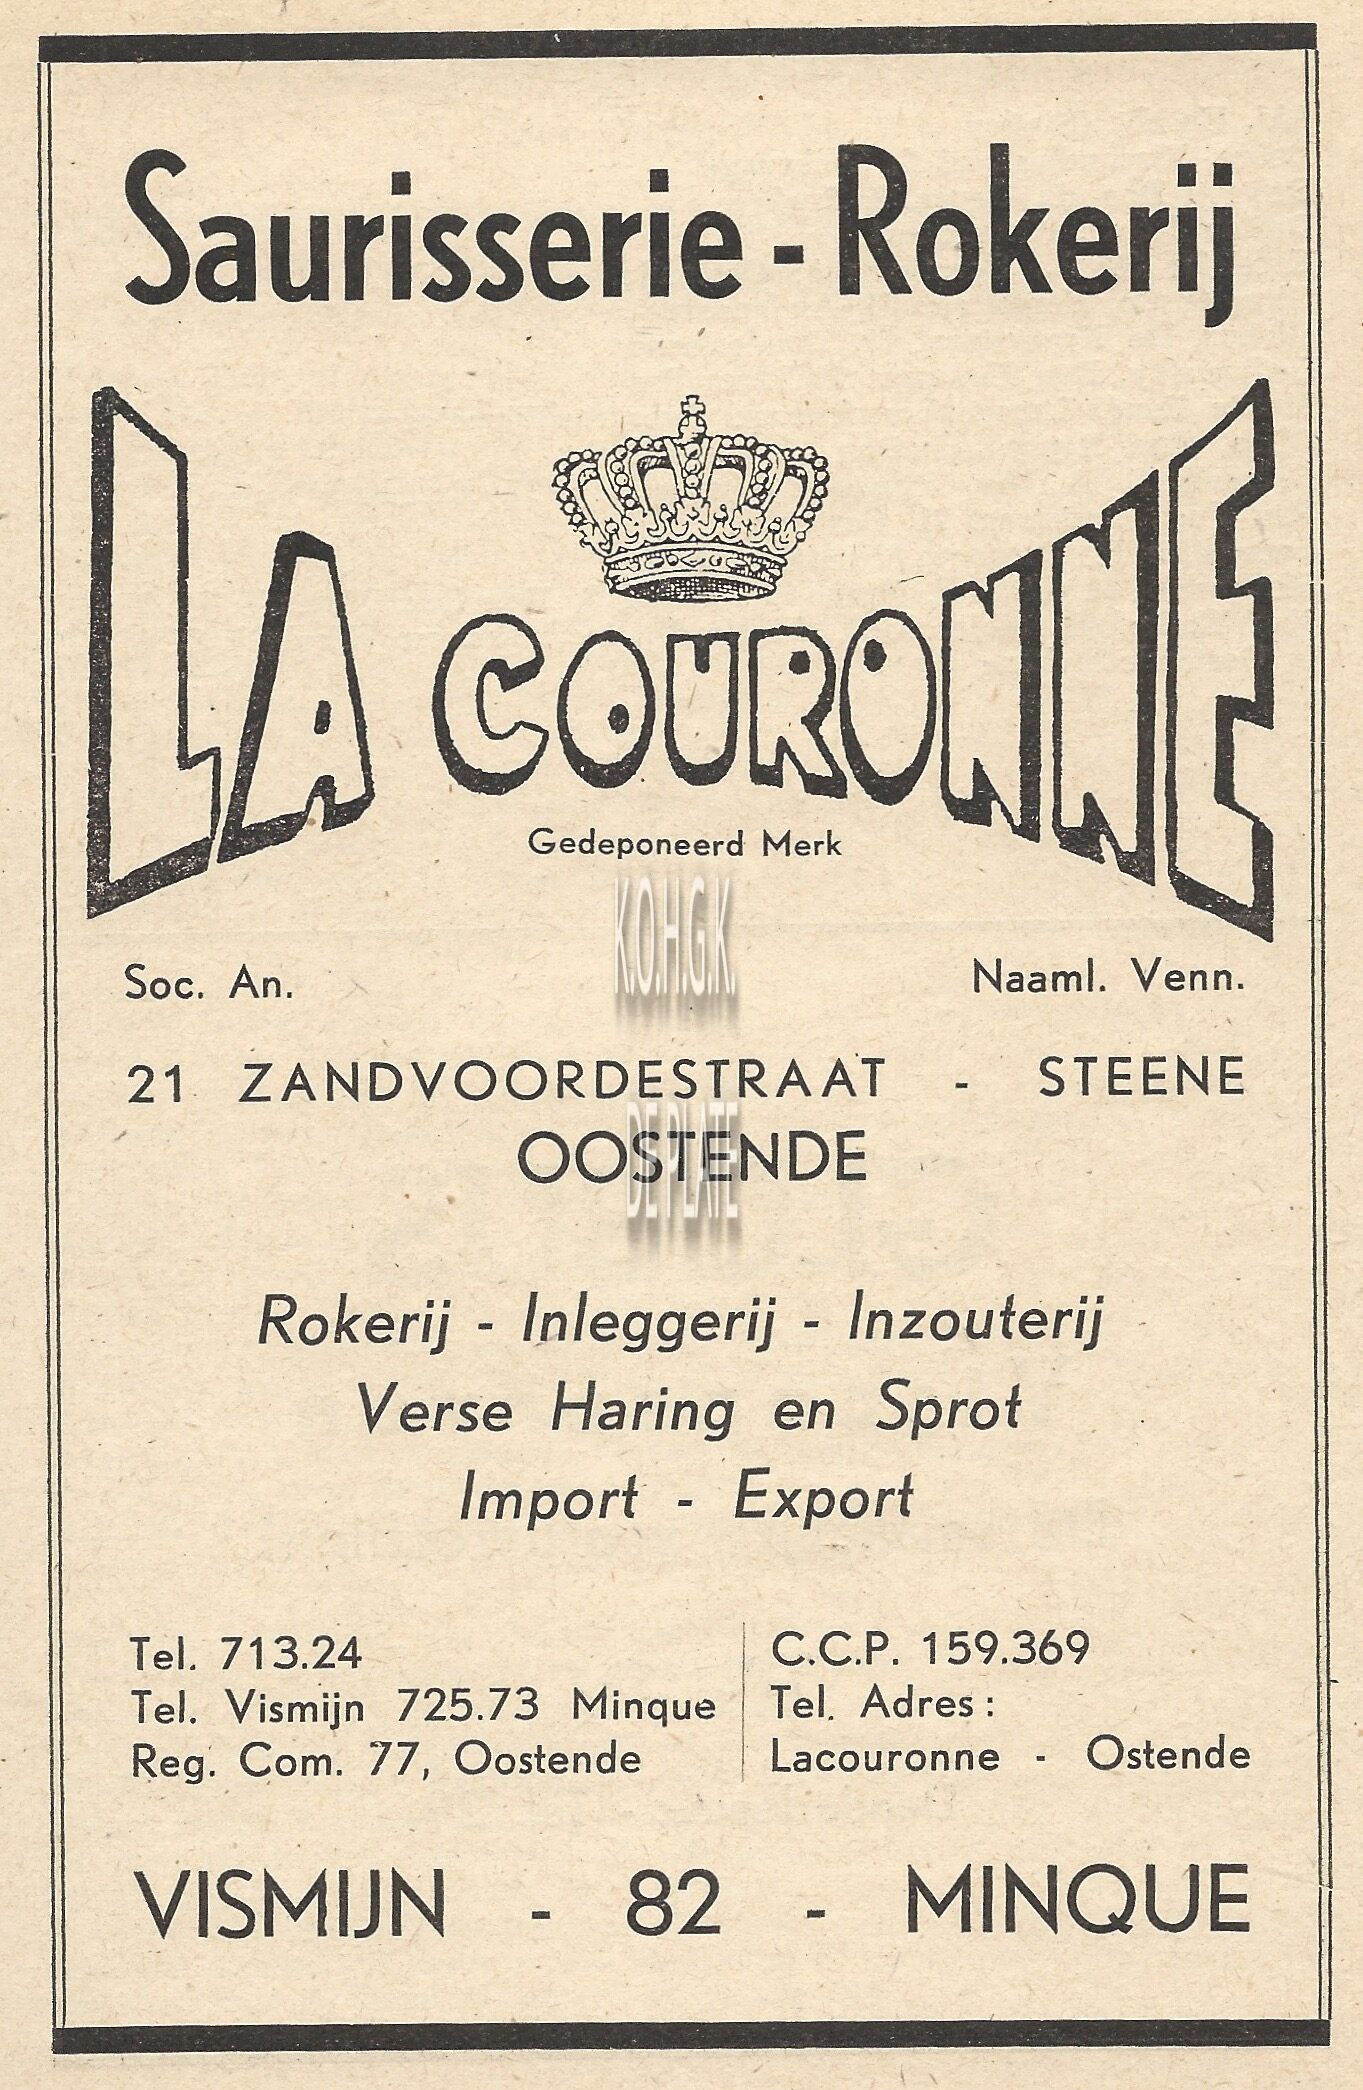 Saurisserie - Rokerij
LA COURONNE
Gedeponeerd Merk
K.O.H.G.K.
Soc. An. Naaml. Venn.
21 ZANDVOORDESTRAAT - STEENE
DE PLATE
OOSTENDE
Rokerij - Inleggerij - Inzouterij
Verse Haring en Sprot
Import - Export
Tel. 713.24
Tel. Vismijn 725.73 Minque
Reg. Com. 77, Oostende
C.C.P. 159.369
Tel. Adres :
Lacouronne - Ostende
VISMIJN - 82 - MINQUE